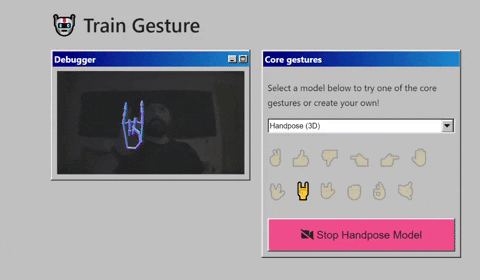 Train Gesture
Debugger
Core gestures
Select a model below to try one of the core
gestures or create your own!
Handpose (3D)
Stop Handpose Model